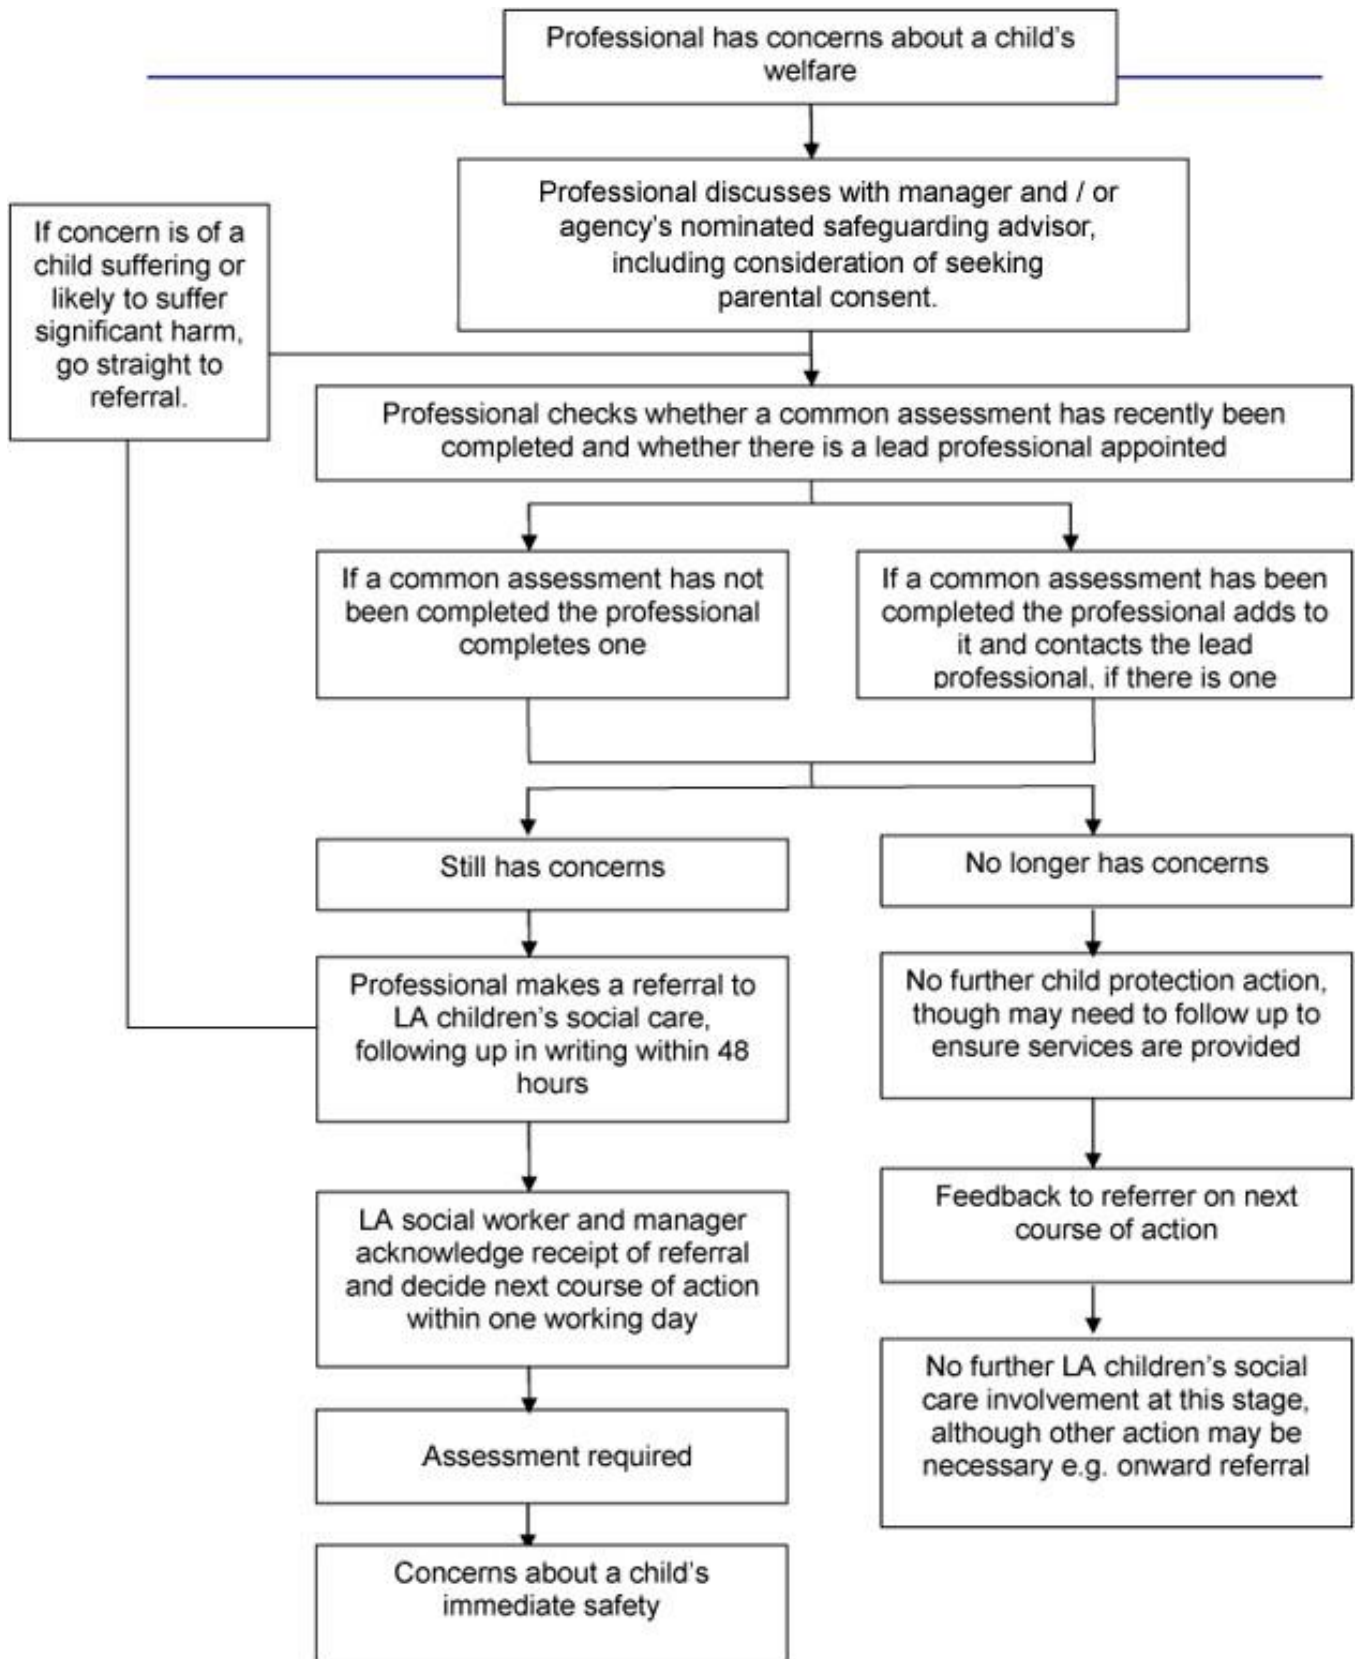 Professional has concerns about a child's
welfare
Professional discusses with manager and / or
agency's nominated safeguarding advisor,
including consideration of seeking
parental consent.
If concern is of a
child suffering or
likely to suffer
significant harm,
go straight to
referral.
Professional checks whether a common assessment has recently been
completed and whether there is a lead professional appointed
If a common assessment has not
been completed the professional
completes one
If a common assessment has been
completed the professional adds to
it and contacts the lead
professional, if there is one
Still has concerns
No longer has concerns
Professional makes a referral to
LA children's social care,
following up in writing within 48
hours
No further child protection action,
though may need to follow up to
ensure services are provided
LA social worker and manager
acknowledge receipt of referral
and decide next course of action
within one working day
Feedback to referrer on next
course of action
Assessment required
No further LA children's social
care involvement at this stage,
although other action may be
necessary e.g. onward referral
Concerns about a child's
immediate safety